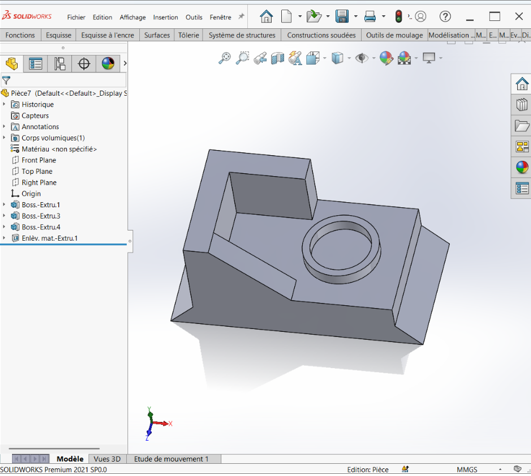 SOLIDWORKS Fichier Edition Affichage Insertion Outils Fenêtre
Fonctions Esquisse Esquisse à l'encre Surfaces Tôlerie Système de structures Constructions soudées Outils de moulage Modélisation ... M... E... M... Ev... Di...
Pièce7 (Default<<Default>_Display S
Historique
Capteurs
Annotations
Corps volumiques(1)
Matériau <non spécifié>
Front Plane
Top Plane
Right Plane
Origin
Boss.-Extru.1
Boss.-Extru.3
Boss.-Extru.4
Enlèv. mat.-Extru.1
Y
X
Z
Modèle Vues 3D Etude de mouvement 1
SOLIDWORKS Premium 2021 SP0.0 Edition: Pièce MMGS